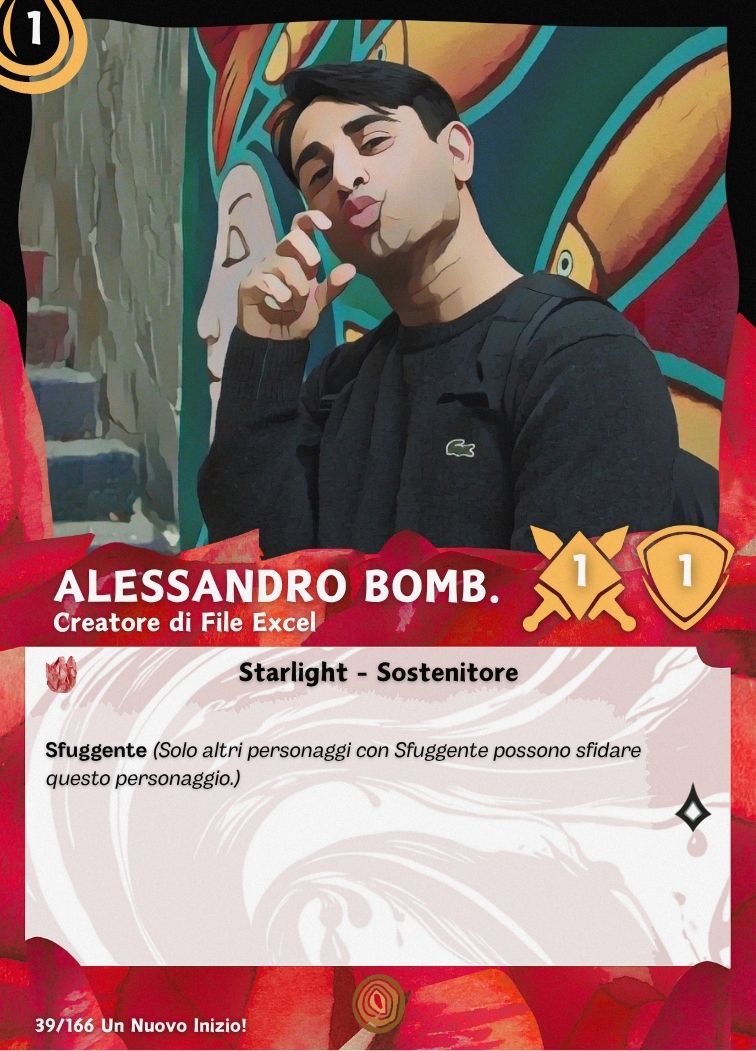 1
ALESSANDRO BOMB.
Creatore di File Excel
1
1
Starlight - Sostenitore
Sfuggente (Solo altri personaggi con Sfuggente possono sfidare
questo personaggio.)
39/166 Un Nuovo Inizio!